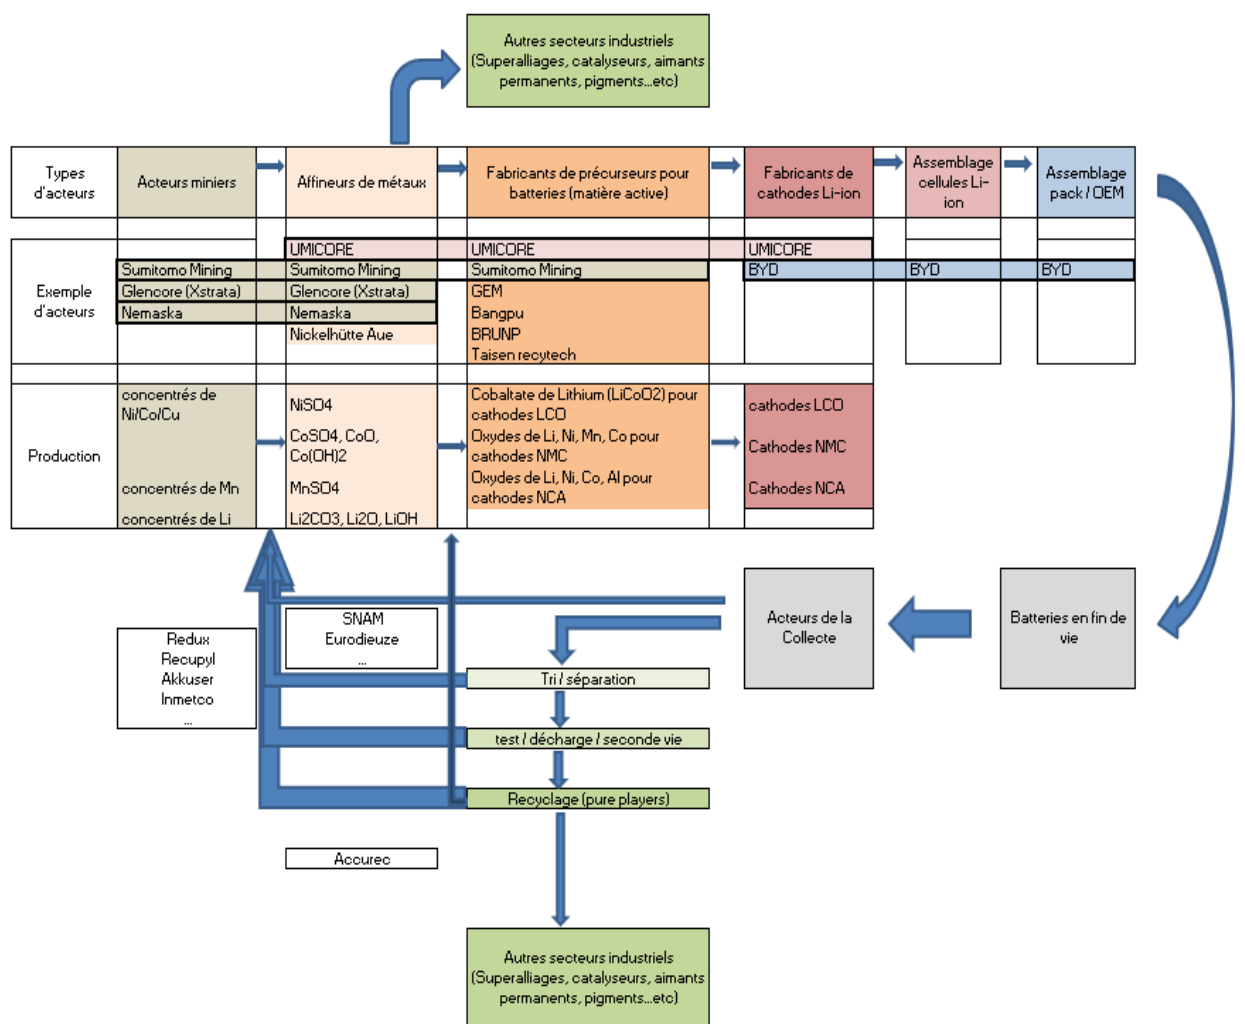 Autres secteurs industriels
(Superalliages, catalyseurs, aimants
permanents, pigments...etc)
Types
d'acteurs
Acteurs miniers
Affineurs de métaux
Fabricants de précurseurs pour
batteries (matière active)
Fabricants de
cathodes Li-ion
Assemblage
cellules Li-
ion
Assemblage
pack / OEM
Exemple
d'acteurs
UMICORE
UMICORE
UMICORE
Sumitomo Mining
Sumitomo Mining
Sumitomo Mining
BYD
BYD
BYD
Glencore (Xstrata)
Glencore (Xstrata)
GEM
Nemaska
Nemaska
Bangpu
Nickelhütte Aue
BRUNP
Taisen recytech
Production
concentrés de
Ni/Co/Cu
concentrés de Mn
concentrés de Li
NiSO4
CoSO4, CoO,
Co(OH)2
MnSO4
Li2CO3, Li2O, LiOH
Cobaltate de Lithium (LiCoO2) pour
cathodes LCO
Oxydes de Li, Ni, Mn, Co pour
cathodes NMC
Oxydes de Li, Ni, Co, Al pour
cathodes NCA
cathodes LCO
Cathodes NMC
Cathodes NCA
Redux
Recupyl
Akkuser
Inmetco
...
SNAM
Eurodieuze
...
Acteurs de la
Collecte
Batteries en fin de
vie
Tri / séparation
test / décharge / seconde vie
Recyclage (pure players)
Accurec
Autres secteurs industriels
(Superalliages, catalyseurs, aimants
permanents, pigments...etc)